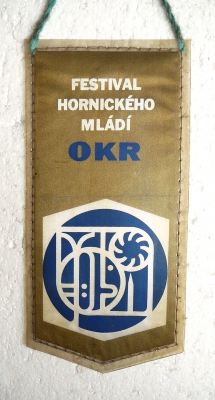 FESTIVAL
HORNICKÉHO
MLÁDÍ
OKR